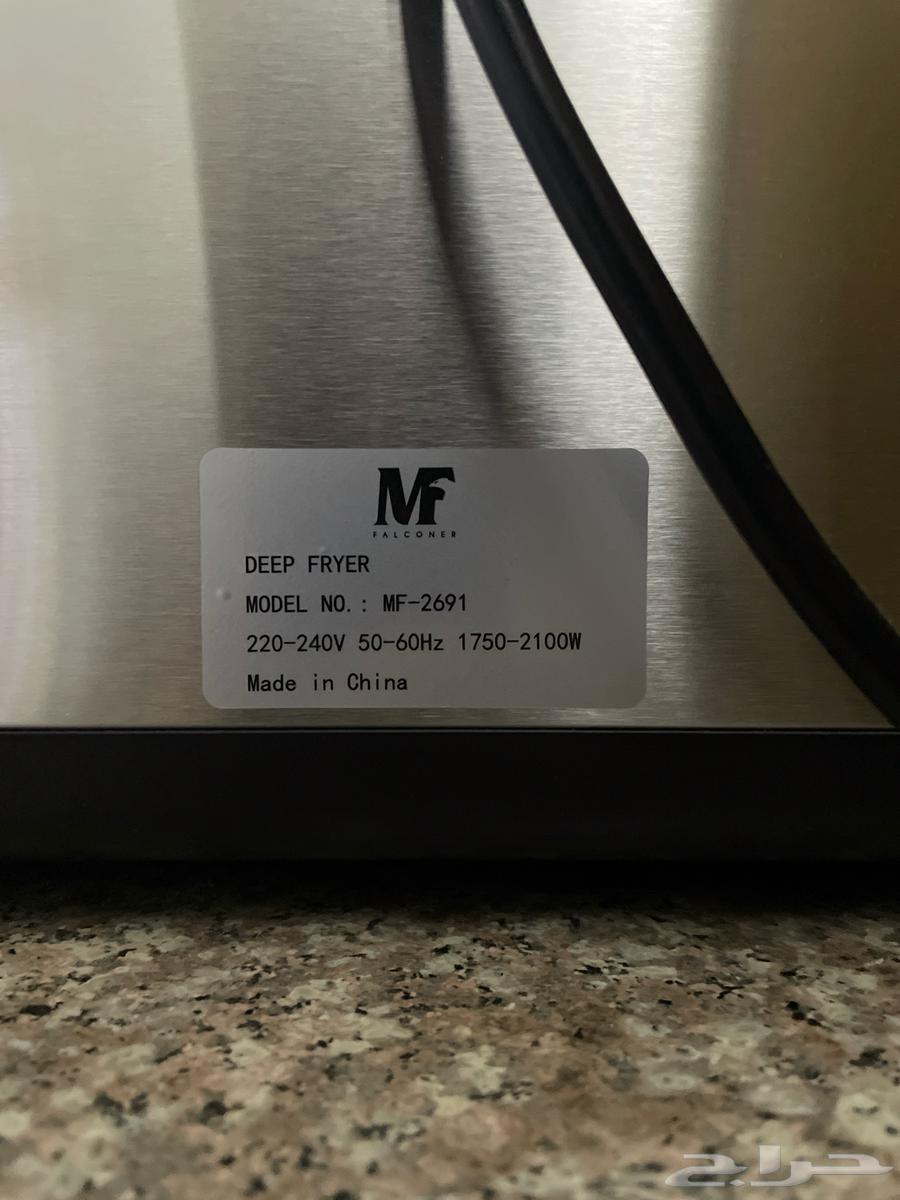 MF
FALCONER
DEEP FRYER
MODEL NO.: MF-2691
220-240V 50-60Hz 1750-2100W
Made in China
حراج